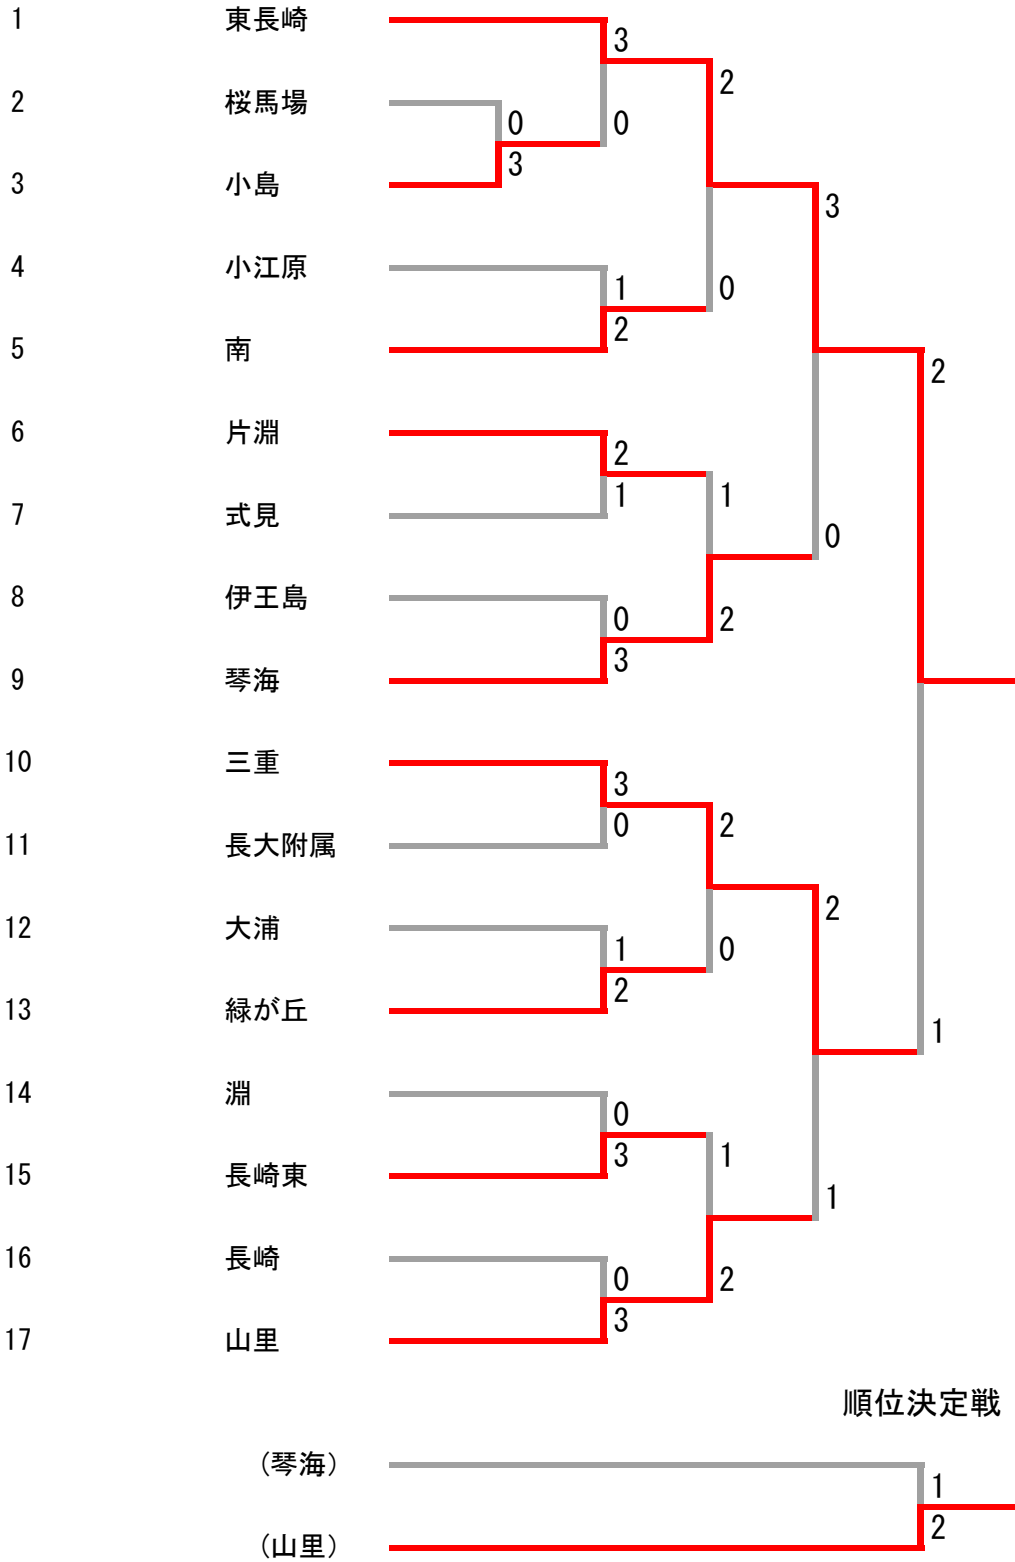 1 東長崎
3
2
2 桜馬場
0 0
3
3 小島
3
4 小江原
1 0
2
5 南
2
6 片淵
2
1 1
7 式見
0
8 伊王島
0 2
3
9 琴海
10 三重
3
0 2
11 長大附属
2
12 大浦
1 0
2
13 緑が丘
1
14 淵
0
3 1
15 長崎東
1
16 長崎
0 2
3
17 山里
順位決定戦
(琴海)
1
2
(山里)